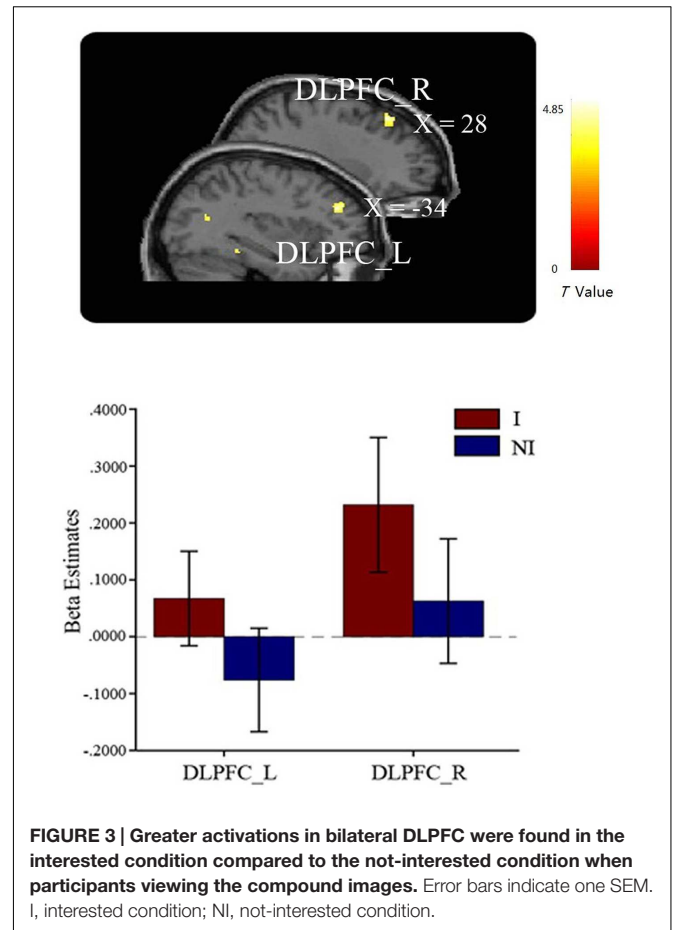 DLPFC_R
X = 28
X = -34
DLPFC_L
4.85
0
T Value
.4000
.3000
.2000
.1000
.0000
-.1000
-.2000
Beta Estimates
I
NI
DLPFC_L
DLPFC_R
FIGURE 3 | Greater activations in bilateral DLPFC were found in the
interested condition compared to the not-interested condition when
participants viewing the compound images. Error bars indicate one SEM.
I, interested condition; NI, not-interested condition.